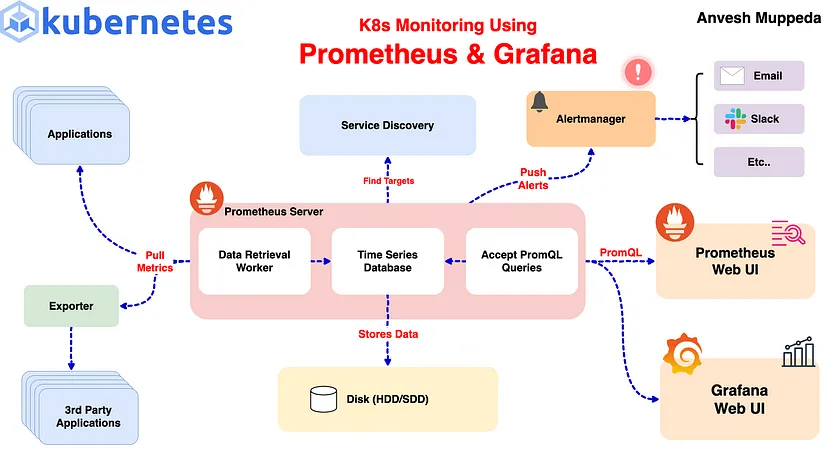 kubernetes
K8s Monitoring Using
Prometheus & Grafana
Anvesh Muppeda
Applications
Service Discovery
Alertmanager
Email
Slack
Etc..
Find Targets
Push
Alerts
Prometheus Server
Data Retrieval
Worker
Time Series
Database
Accept PromQL
Queries
Pull
Metrics
PromQL
Prometheus
Web UI
Exporter
Stores Data
3rd Party
Applications
Disk (HDD/SDD)
Grafana
Web UI